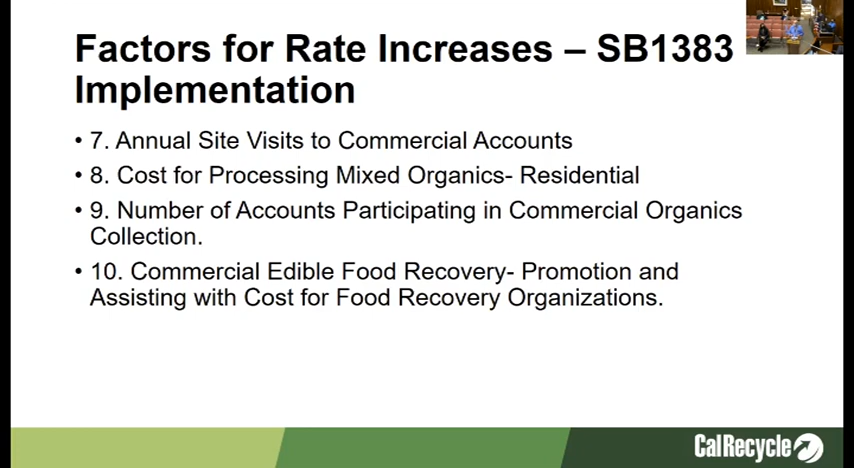 Factors for Rate Increases – SB1383
Implementation
• 7. Annual Site Visits to Commercial Accounts
• 8. Cost for Processing Mixed Organics- Residential
• 9. Number of Accounts Participating in Commercial Organics
Collection.
• 10. Commercial Edible Food Recovery- Promotion and
Assisting with Cost for Food Recovery Organizations.
CalRecycle